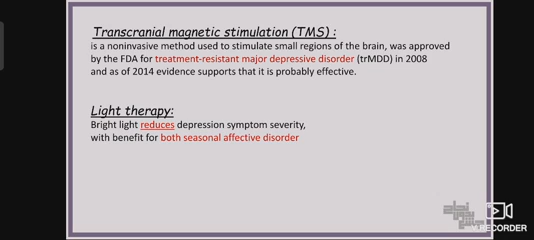 Transcranial magnetic stimulation (TMS) :
is a noninvasive method used to stimulate small regions of the brain, was approved
by the FDA for treatment-resistant major depressive disorder (trMDD) in 2008
and as of 2014 evidence supports that it is probably effective.
Light therapy:
Bright light reduces depression symptom severity,
with benefit for both seasonal affective disorder
RECORDER